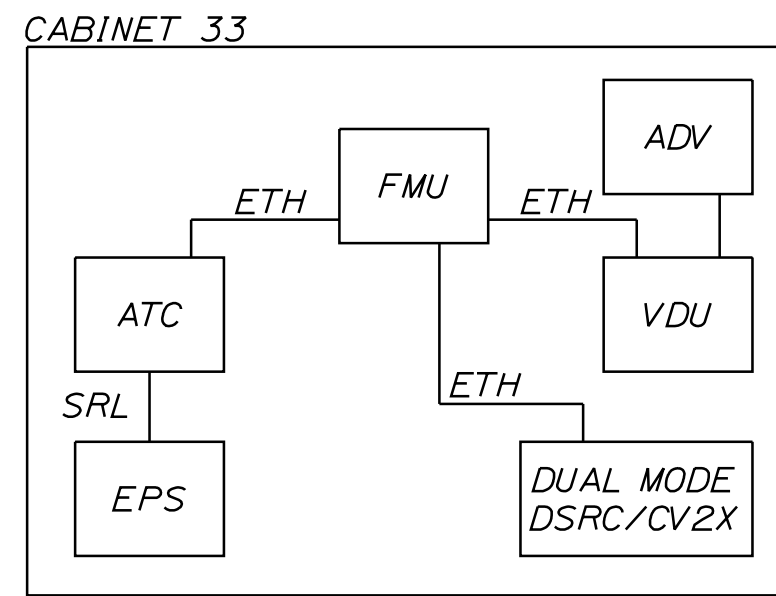 CABINET 33
ADV
FMU
ETH
ETH
ATC
VDU
SRL
ETH
EPS
DUAL MODE
DSRC/CV2X